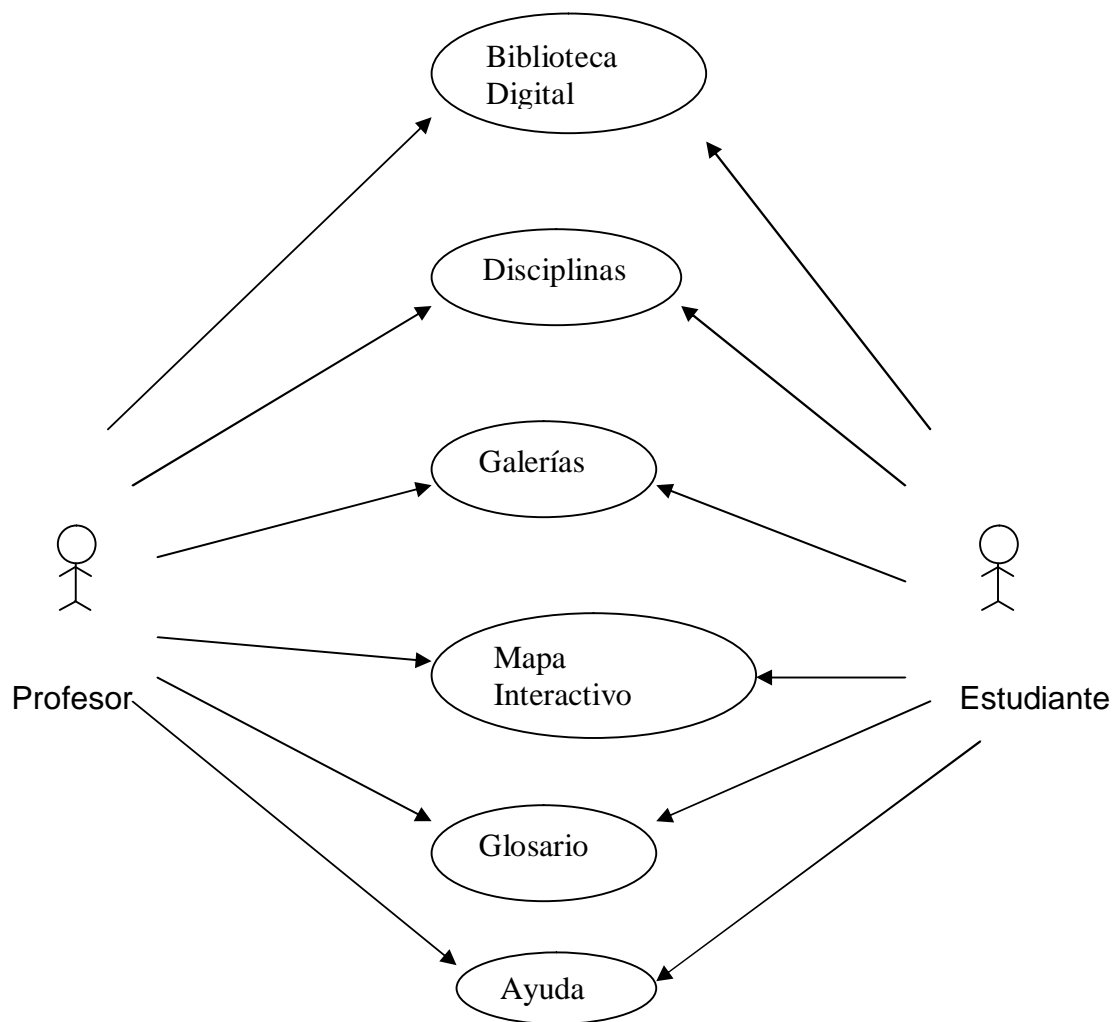 Biblioteca
Digital
Disciplinas
Galerías
Mapa
Interactivo
Profesor
Estudiante
Glosario
Ayuda